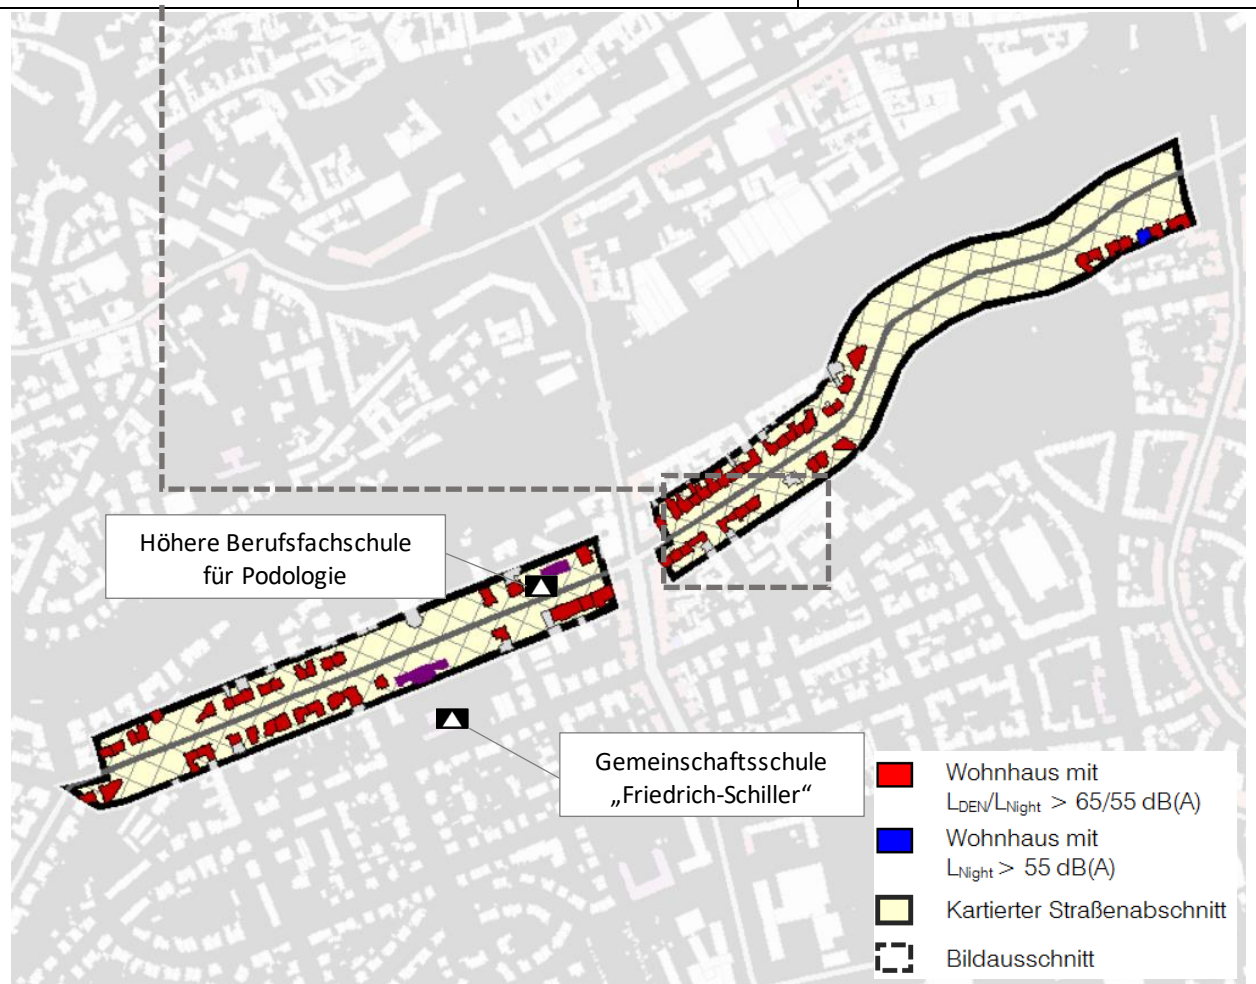 Höhere Berufsfachschule
für Podologie
Gemeinschaftsschule
„Friedrich-Schiller“
Wohnhaus mit
LDEN/LNight > 65/55 dB(A)
Wohnhaus mit
LNight > 55 dB(A)
Kartierter Straßenabschnitt
Bildausschnitt